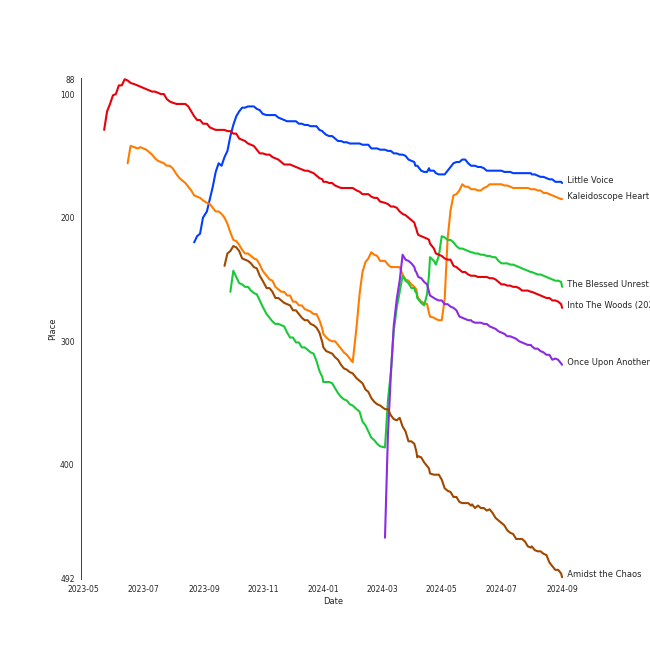 88
100
200
300
400
492
Place
2023-05
2023-07
2023-09
2023-11
2024-01
2024-03
2024-05
2024-07
2024-09
Date
Little Voice
Kaleidoscope Heart
The Blessed Unrest
Into The Woods (202
Once Upon Another
Amidst the Chaos